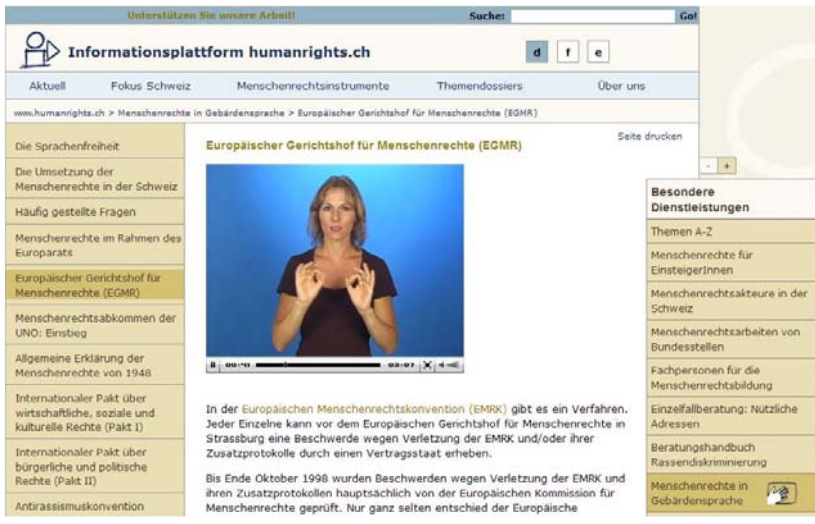 Unterstützen Sie unsere Arbeit!
Suche:
Go!
Informationsplattform humanrights.ch
d
f
e
Aktuell
Fokus Schweiz
Menschenrechtsinstrumente
Themendossiers
Über uns
www.humanrights.ch > Menschenrechte in Gebärdensprache > Europäischer Gerichtshof für Menschenrechte (EGMR)
Die Sprachenfreiheit
Die Umsetzung der
Menschenrechte in der Schweiz
Häufig gestellte Fragen
Menschenrechte im Rahmen des
Europarats
Europäischer Gerichtshof für
Menschenrechte (EGMR)
Menschenrechtsabkommen der
UNO: Einstieg
Allgemeine Erklärung der
Menschenrechte von 1948
Internationaler Pakt über
wirtschaftliche, soziale und
kulturelle Rechte (Pakt I)
Internationaler Pakt über
bürgerliche und politische
Rechte (Pakt II)
Antirassismuskonvention
Seite drucken
Europäischer Gerichtshof für Menschenrechte (EGMR)
03:07
In der Europäischen Menschenrechtskonvention (EMRK) gibt es ein Verfahren.
Jeder Einzelne kann vor dem Europäischen Gerichtshof für Menschenrechte in
Strassburg eine Beschwerde wegen Verletzung der EMRK und/oder ihrer
Zusatzprotokolle durch einen Vertragsstaat erheben.
Bis Ende Oktober 1998 wurden Beschwerden wegen Verletzung der EMRK und
ihren Zusatzprotokollen hauptsächlich von der Europäischen Kommission für
Menschenrechte geprüft. Nur ganz selten entschied der Europäische
- +
Besondere
Dienstleistungen
Themen A-Z
Menschenrechte für
EinsteigerInnen
Menschenrechtsakteure in der
Schweiz
Menschenrechtsarbeiten von
Bundesstellen
Fachpersonen für die
Menschenrechtsbildung
Einzelfallberatung: Nützliche
Adressen
Beratungshandbuch
Rassendiskriminierung
Menschenrechte in
Gebärdensprache